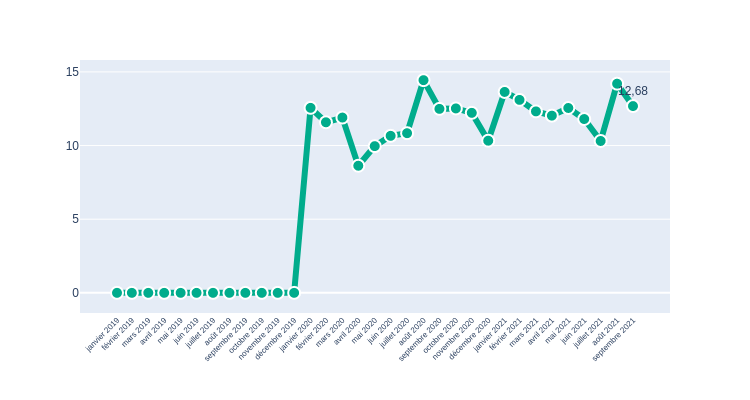 15
12,68
10
5
0
janvier 2019
février 2019
mars 2019
avril 2019
mai 2019
juin 2019
juillet 2019
août 2019
septembre 2019
octobre 2019
novembre 2019
décembre 2019
janvier 2020
février 2020
mars 2020
avril 2020
mai 2020
juin 2020
juillet 2020
août 2020
septembre 2020
octobre 2020
novembre 2020
décembre 2020
janvier 2021
février 2021
mars 2021
avril 2021
mai 2021
juin 2021
juillet 2021
août 2021
septembre 2021